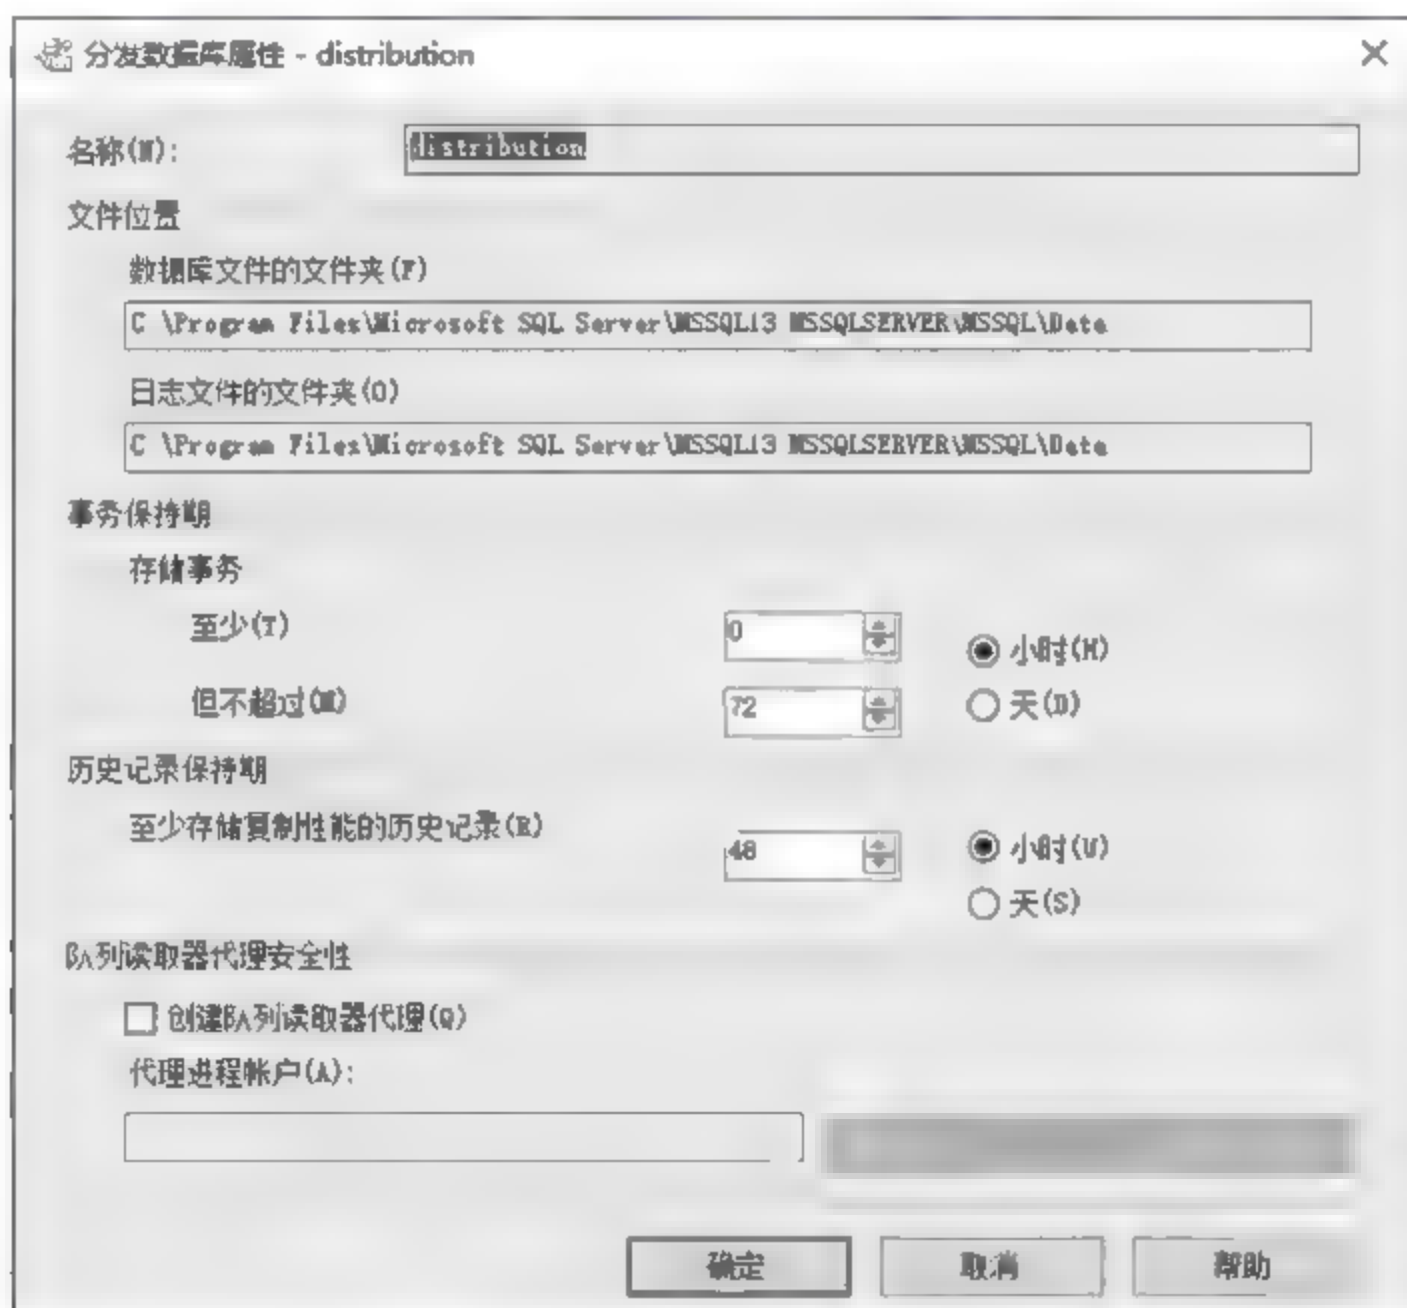 分发数据库属性 - distribution
名称(N):
distribution
文件位置
数据库文件的文件夹(F)
C \Program Files\Microsoft SQL Server\MSSQL13 MSSQLSERVER\MSSQL\Data
日志文件的文件夹(O)
C \Program Files\Microsoft SQL Server\MSSQL13 MSSQLSERVER\MSSQL\Data
事务保持期
存储事务
至少(T) 0 小时(H)
但不超过(M) 72 天(D)
历史记录保持期
至少存储复制性能的历史记录(R) 48 小时(U)
天(S)
队列读取器代理安全性
创建队列读取器代理(Q)
代理进程帐户(A):
确定 取消 帮助